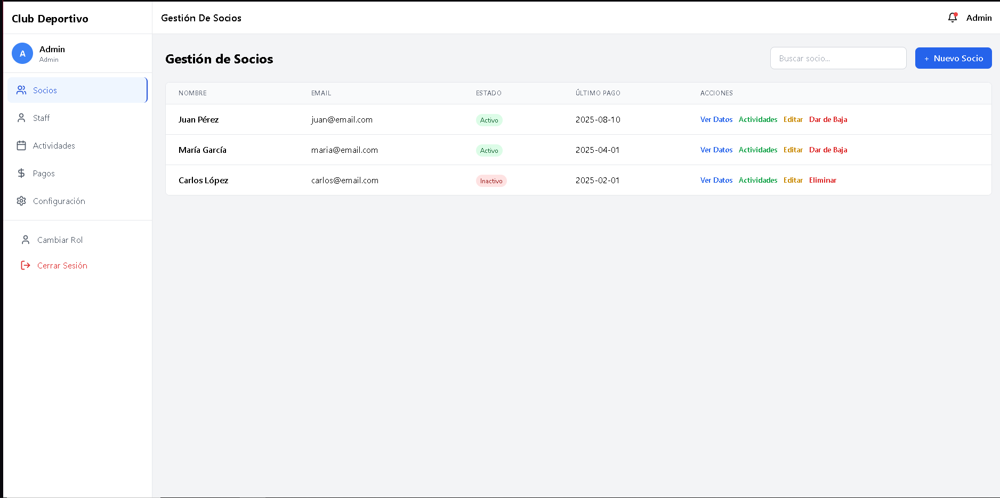 Club Deportivo
Gestión De Socios
Admin
A
Admin
Admin
Socios
Staff
Actividades
Pagos
Configuración
Cambiar Rol
Cerrar Sesión
Gestión de Socios
Buscar socio...
+ Nuevo Socio
NOMBRE EMAIL ESTADO ÚLTIMO PAGO ACCIONES
Juan Pérez juan@email.com Activo 2025-08-10 Ver Datos Actividades Editar Dar de Baja
María García maria@email.com Activo 2025-04-01 Ver Datos Actividades Editar Dar de Baja
Carlos López carlos@email.com Inactivo 2025-02-01 Ver Datos Actividades Editar Eliminar